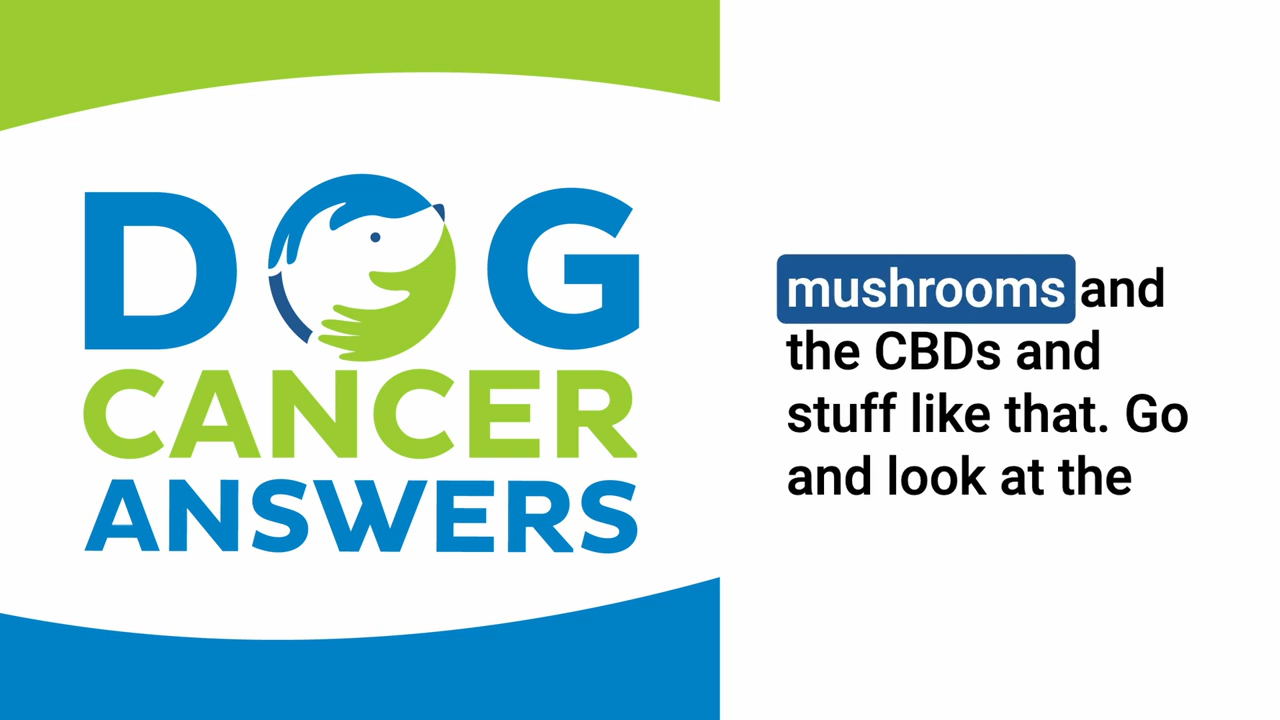 DOG
CANCER
ANSWERS
mushrooms and
the CBDs and
stuff like that. Go
and look at the